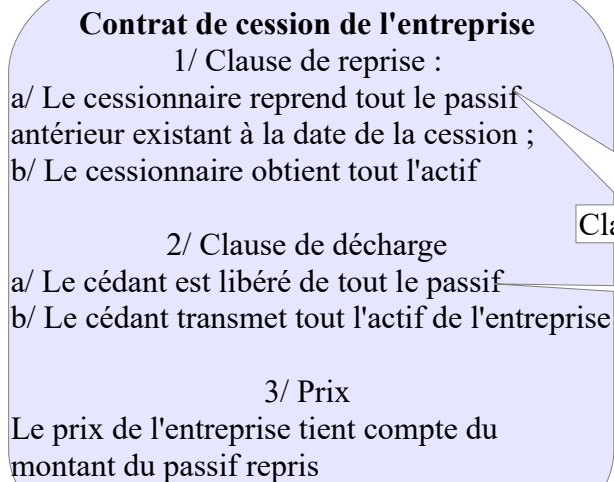 Contrat de cession de l'entreprise
1/ Clause de reprise :
a/ Le cessionnaire reprend tout le passif
antérieur existant à la date de la cession ;
b/ Le cessionnaire obtient tout l'actif
2/ Clause de décharge
a/ Le cédant est libéré de tout le passif
b/ Le cédant transmet tout l'actif de l'entreprise
3/ Prix
Le prix de l'entreprise tient compte du
montant du passif repris